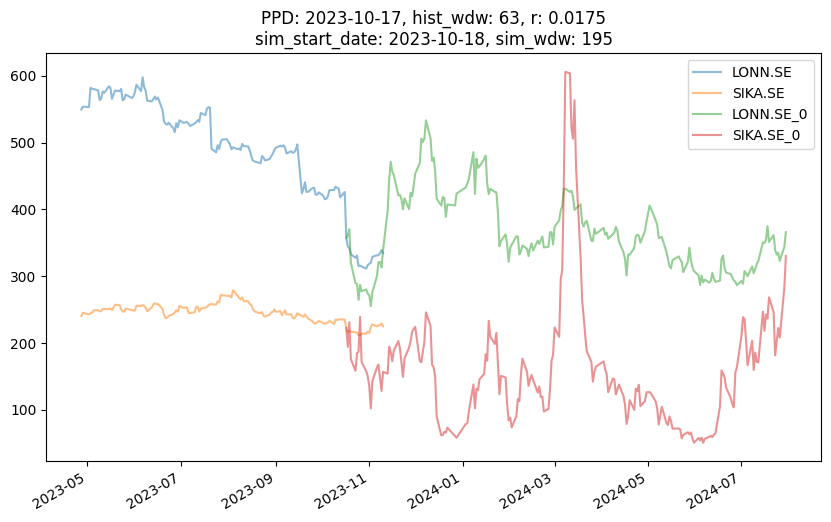 PPD: 2023-10-17, hist_wdw: 63, r: 0.0175
sim_start_date: 2023-10-18, sim_wdw: 195
LONN.SE
SIKA.SE
LONN.SE_0
SIKA.SE_0
600
500
400
300
200
100
2023-05
2023-07
2023-09
2023-11
2024-01
2024-03
2024-05
2024-07